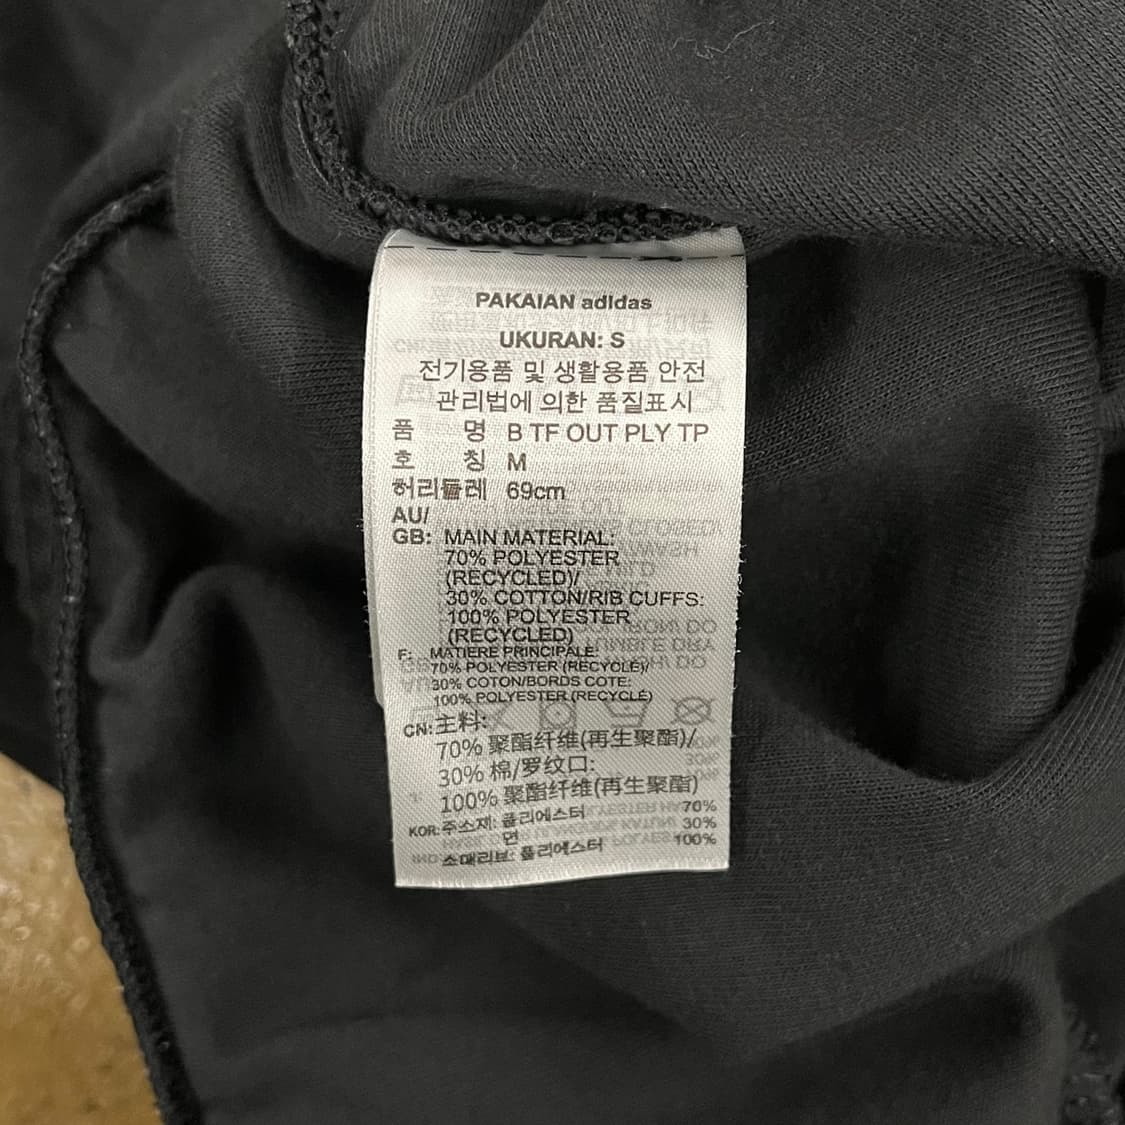 PAKAIAN adidas
UKURAN: S
전기용품 및 생활용품 안전
관리법에 의한 품질표시
품 명 B TF OUT PLY TP
호 칭 M
허리둘레 69cm
AU/
GB: MAIN MATERIAL:
70% POLYESTER
(RECYCLED)/
30% COTTON/RIB CUFFS:
100% POLYESTER
(RECYCLED)
F: MATIERE PRINCIPALE:
70% POLYESTER (RECYCLÉ)/
30% COTON/BORDS COTE:
100% POLYESTER (RECYCLÉ)
CN: 主料:
70% 聚酯纤维(再生聚酯)/
30% 棉/罗纹口:
100% 聚酯纤维(再生聚酯)
KOR: 주소재: 폴리에스터 70%
면 30%
소매리브: 폴리에스터 100%